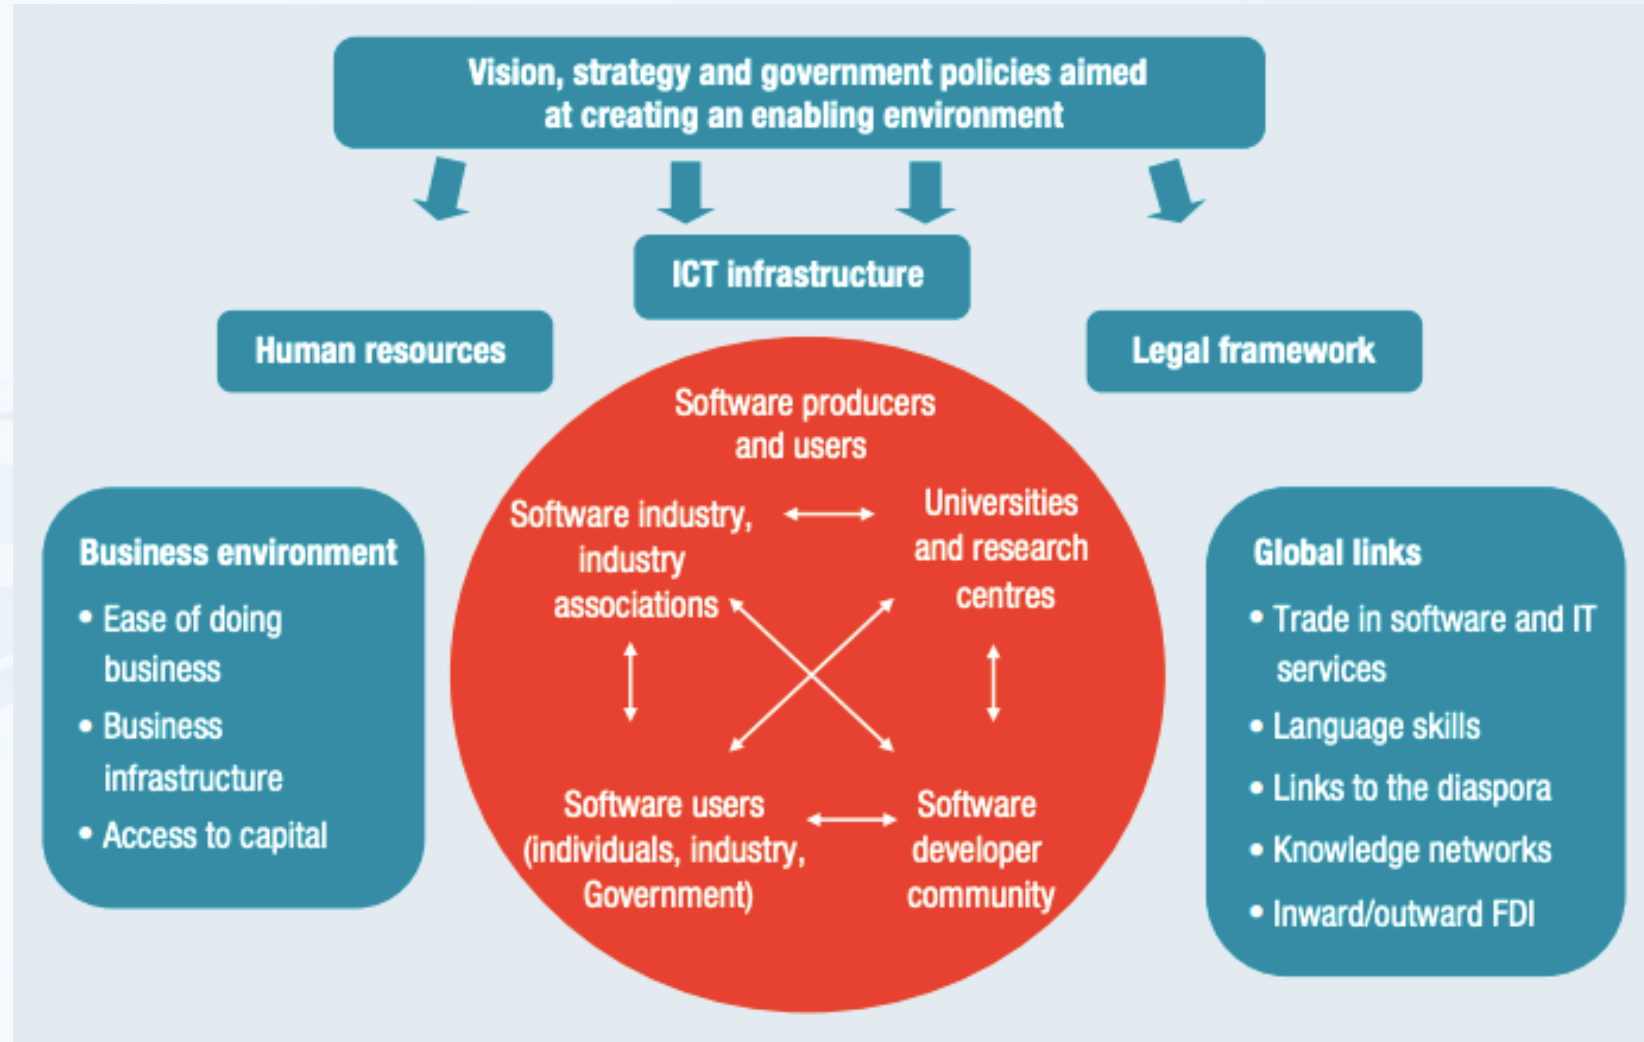 Vision, strategy and government policies aimed
at creating an enabling environment
ICT infrastructure
Human resources
Legal framework
Software producers
and users
Software industry,
industry
associations
Universities
and research
centres
Software users
(individuals, industry,
Government)
Software
developer
community
Business environment
• Ease of doing
business
• Business
infrastructure
• Access to capital
Global links
• Trade in software and IT
services
• Language skills
• Links to the diaspora
• Knowledge networks
• Inward/outward FDI